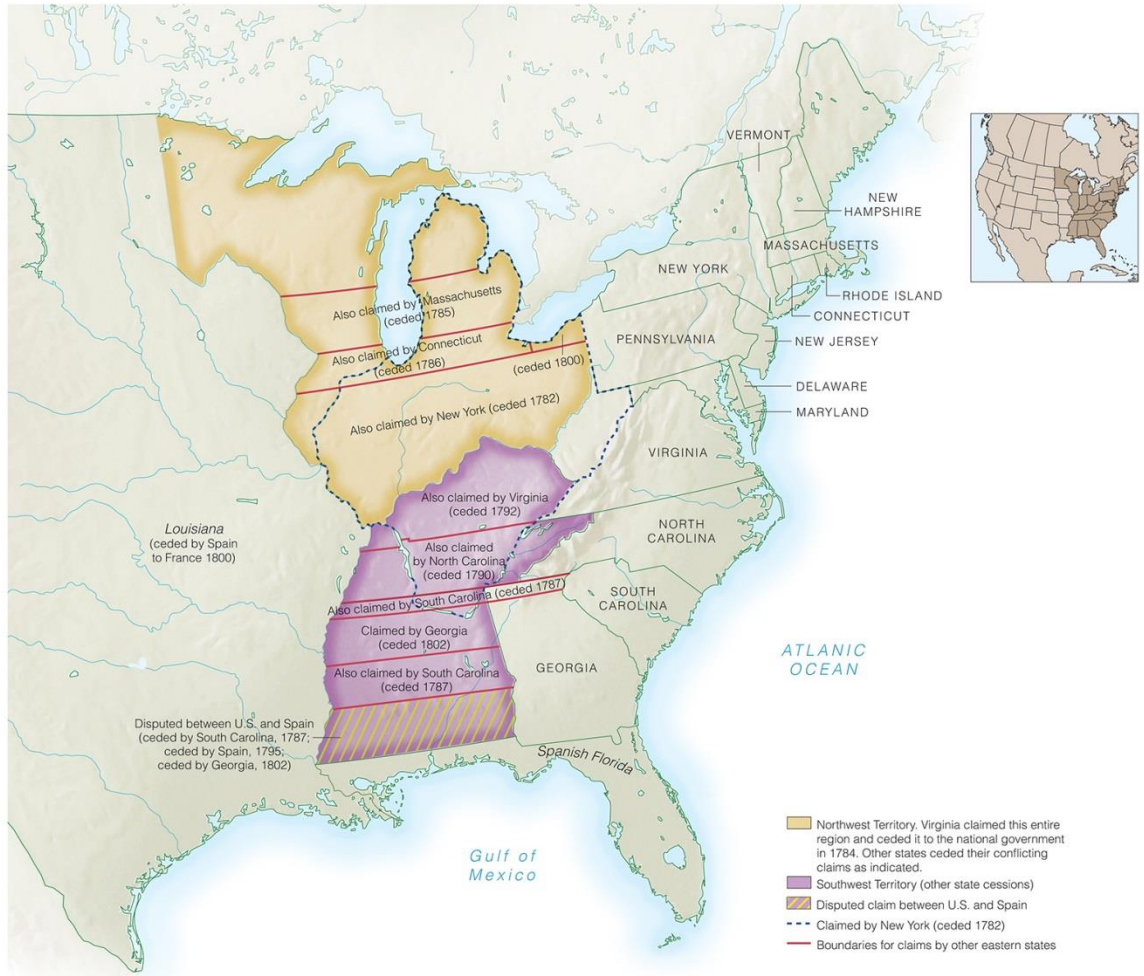 VERMONT
NEW
HAMPSHIRE
MASSACHUSETTS
NEW YORK
RHODE ISLAND
CONNECTICUT
Also claimed by Massachusetts
(ceded 1785)
Also claimed by Connecticut
(ceded 1786)
(ceded 1800)
PENNSYLVANIA
NEW JERSEY
DELAWARE
MARYLAND
Also claimed by New York (ceded 1782)
VIRGINIA
Also claimed by Virginia
(ceded 1792)
Louisiana
(ceded by Spain
to France 1800)
Also claimed
by North Carolina
(ceded 1790)
NORTH
CAROLINA
Also claimed by South Carolina (ceded 1787)
SOUTH
CAROLINA
Claimed by Georgia
(ceded 1802)
GEORGIA
ATLANTIC
OCEAN
Also claimed by South Carolina
(ceded 1787)
Disputed between U.S. and Spain
(ceded by South Carolina, 1787;
ceded by Spain, 1795;
ceded by Georgia, 1802)
Spanish Florida
Gulf of
Mexico
Northwest Territory. Virginia claimed this entire
region and ceded it to the national government
in 1784. Other states ceded their conflicting
claims as indicated.
Southwest Territory (other state cessions)
Disputed claim between U.S. and Spain
Claimed by New York (ceded 1782)
Boundaries for claims by other eastern states